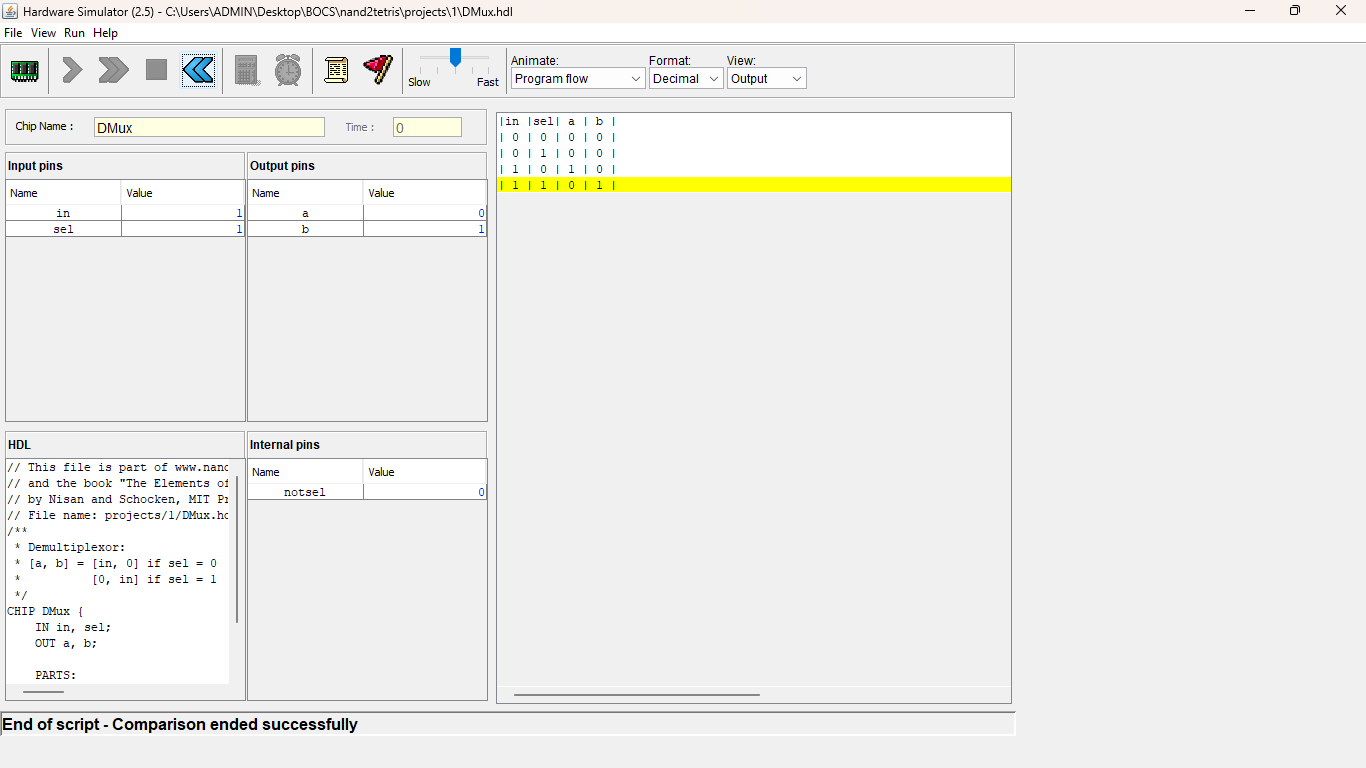 Hardware Simulator (2.5) - C:\Users\ADMIN\Desktop\BOCS\nand2tetris\projects\1\DMux.hdl
File View Run Help
Slow Fast
Animate: Format: View:
Program flow Decimal Output
Chip Name : DMux Time : 0
Input pins
Name Value
in 1
sel 1
Output pins
Name Value
a 0
b 1
HDL
// This file is part of www.nand
// and the book "The Elements of
// by Nisan and Schocken, MIT Pr
// File name: projects/1/DMux.hd
/**
* Demultiplexor:
* [a, b] = [in, 0] if sel = 0
* [0, in] if sel = 1
*/
CHIP DMux {
IN in, sel;
OUT a, b;
PARTS:
Internal pins
Name Value
notsel 0
|in |sel| a | b |
| 0 | 0 | 0 | 0 |
| 0 | 1 | 0 | 0 |
| 1 | 0 | 1 | 0 |
| 1 | 1 | 0 | 1 |
End of script - Comparison ended successfully